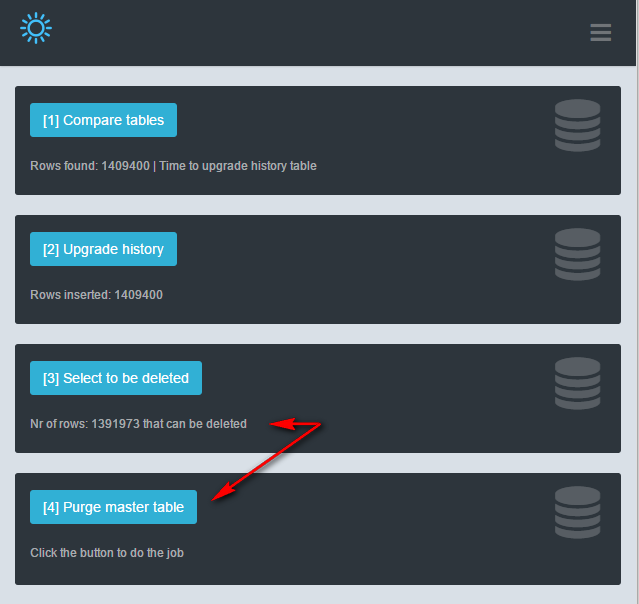 [1] Compare tables
Rows found: 1409400 | Time to upgrade history table
[2] Upgrade history
Rows inserted: 1409400
[3] Select to be deleted
Nr of rows: 1391973 that can be deleted
[4] Purge master table
Click the button to do the job